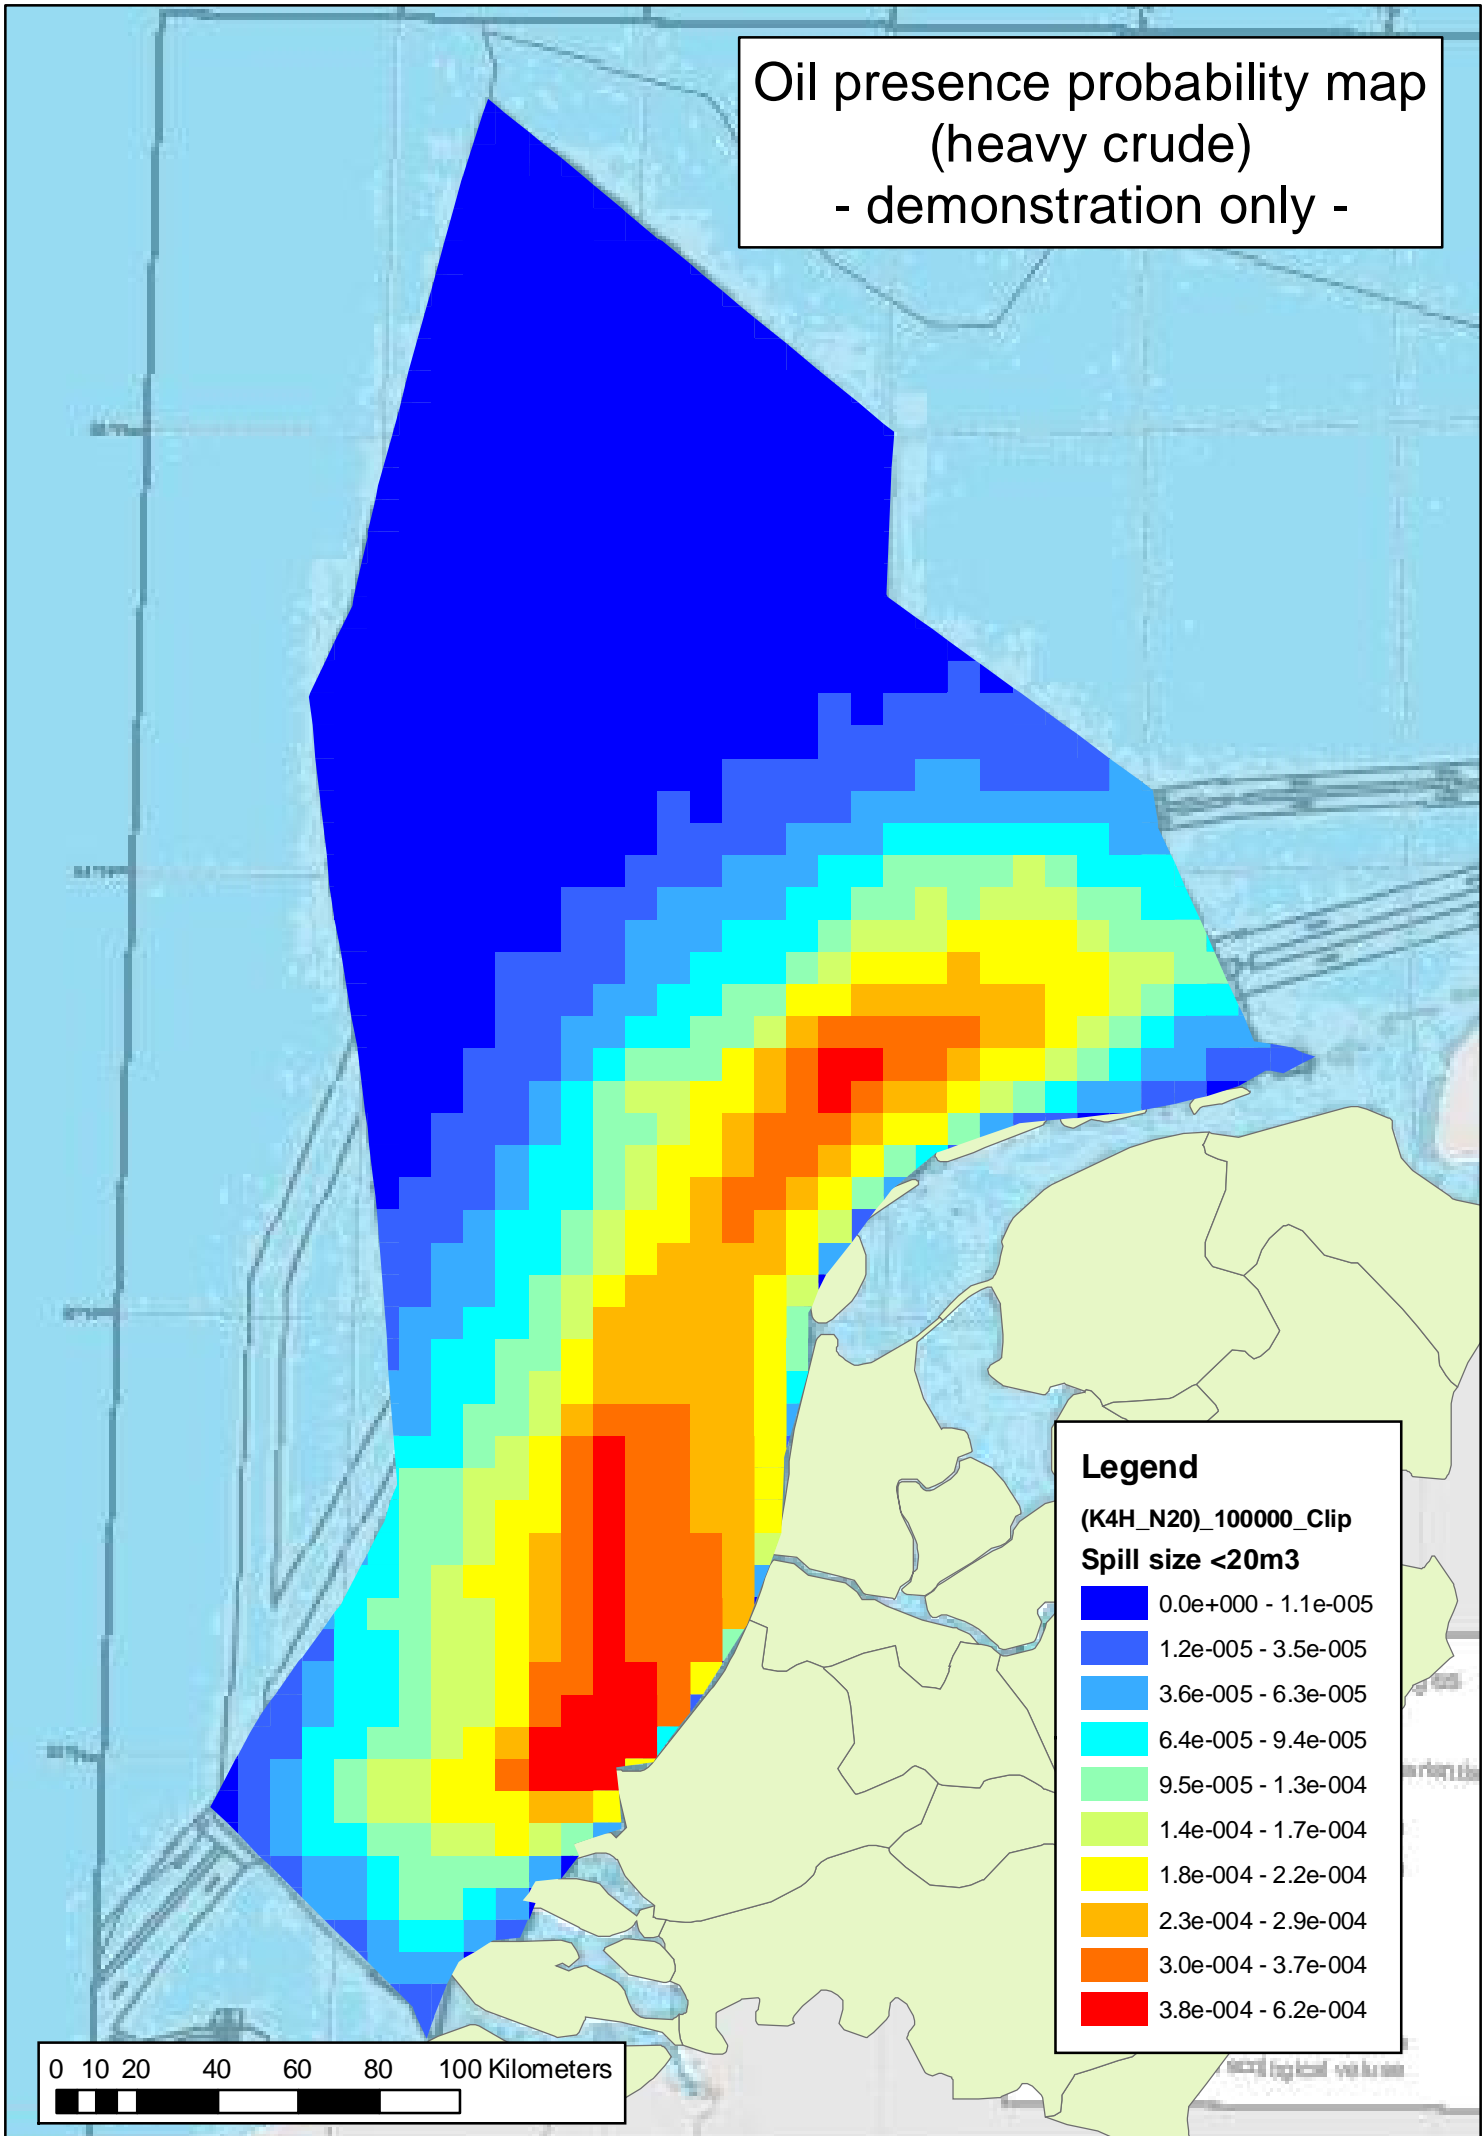 Oil presence probability map
(heavy crude)
- demonstration only -
Legend
(K4H_N20)_100000_Clip
Spill size <20m3
0.0e+000 - 1.1e-005
1.2e-005 - 3.5e-005
3.6e-005 - 6.3e-005
6.4e-005 - 9.4e-005
9.5e-005 - 1.3e-004
1.4e-004 - 1.7e-004
1.8e-004 - 2.2e-004
2.3e-004 - 2.9e-004
3.0e-004 - 3.7e-004
3.8e-004 - 6.2e-004
0 10 20 40 60 80 100 Kilometers
values